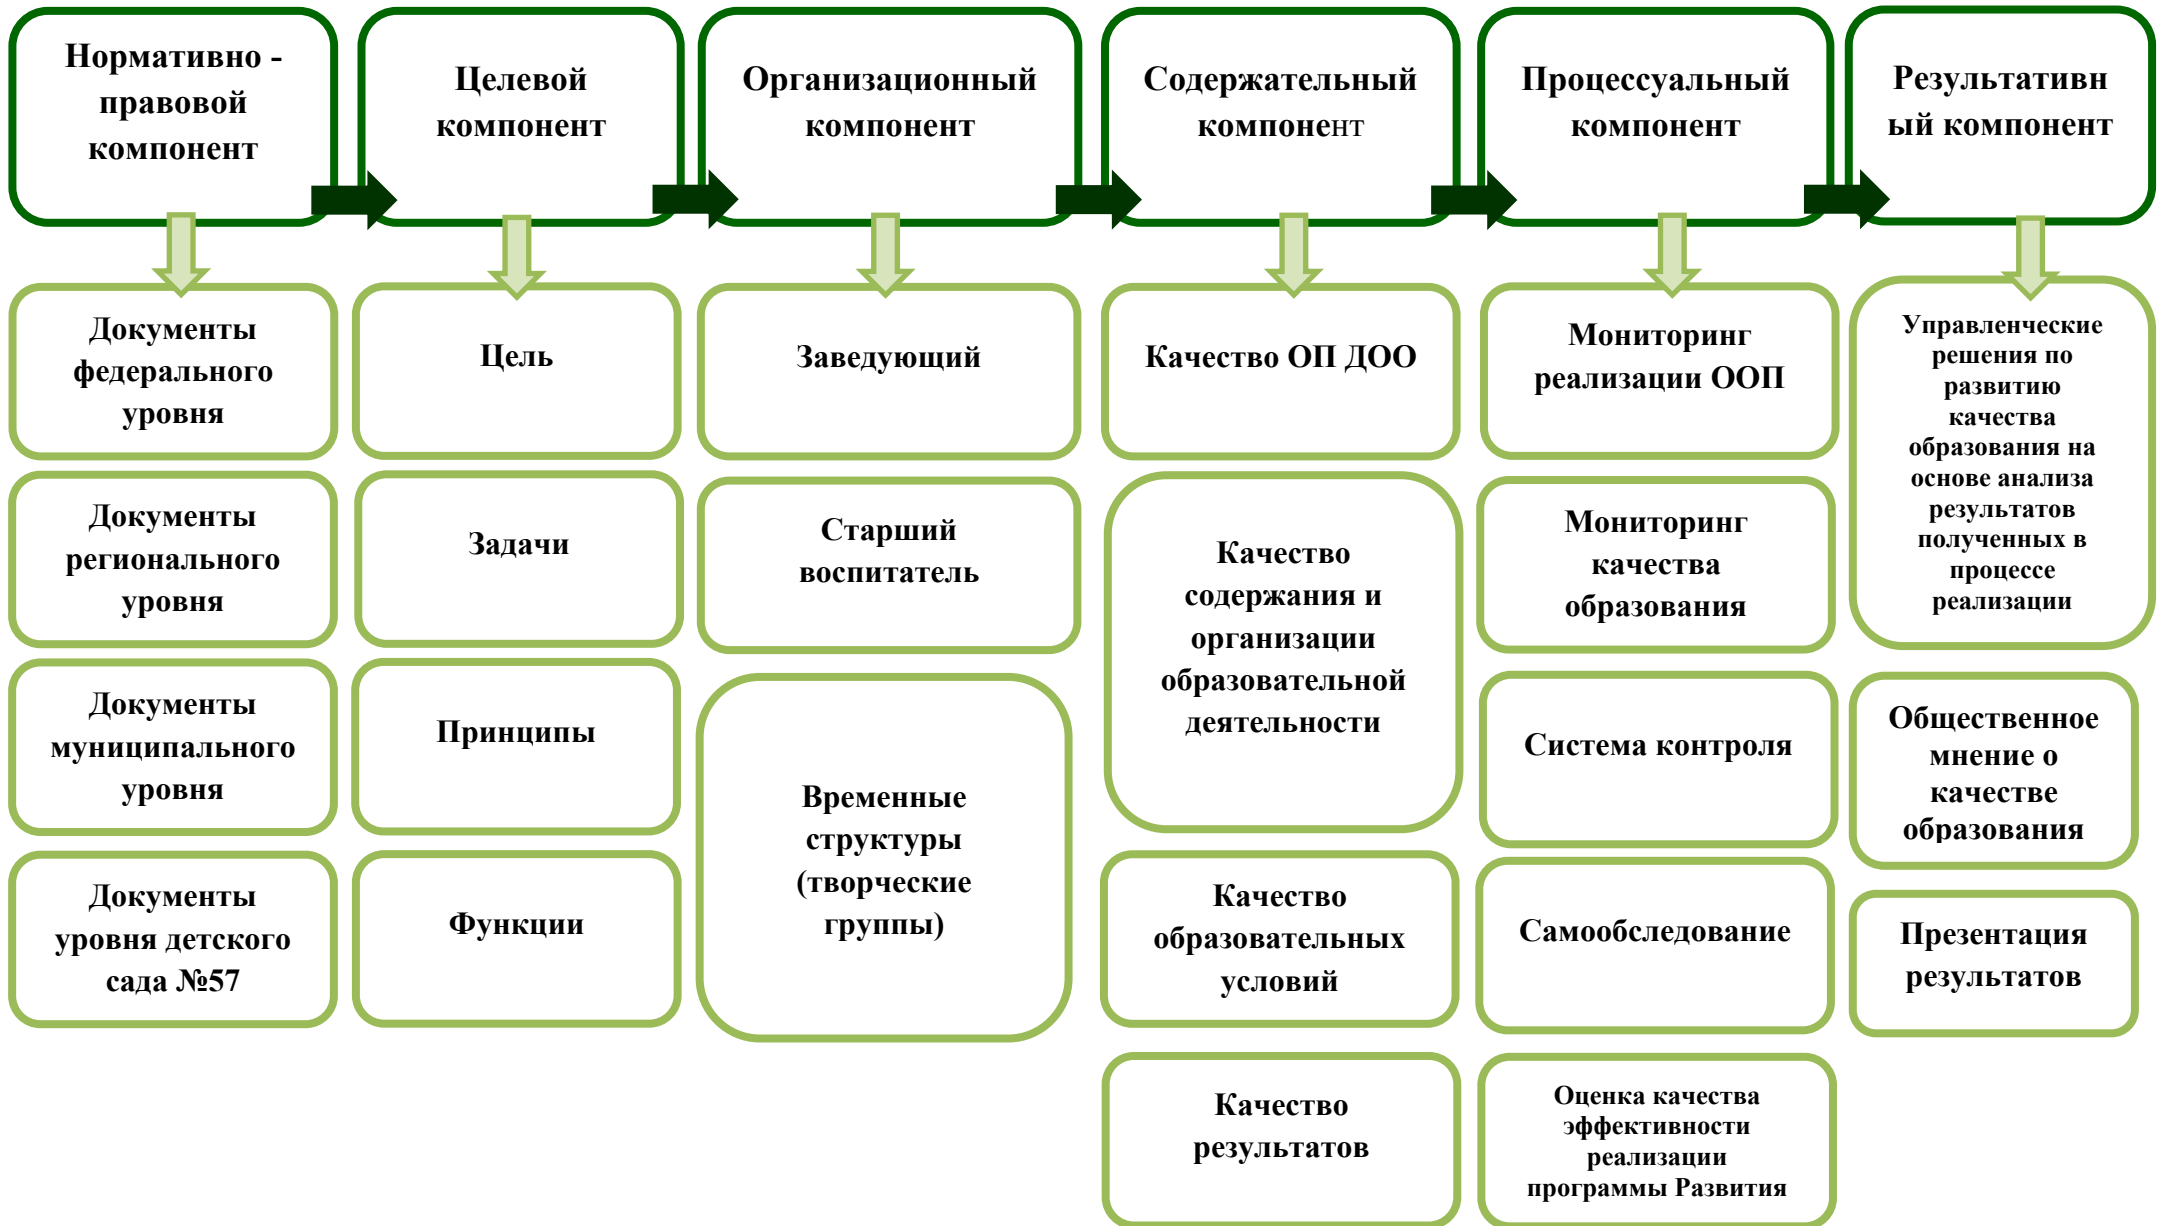 Нормативно -
правовой
компонент
Целевой
компонент
Организационный
компонент
Содержательный
компонент
Процессуальный
компонент
Результативн
ый компонент
Документы
федерального
уровня
Документы
регионального
уровня
Документы
муниципального
уровня
Документы
уровня детского
сада №57
Цель
Задачи
Принципы
Функции
Заведующий
Старший
воспитатель
Временные
структуры
(творческие
группы)
Качество ОП ДОО
Качество
содержания и
организации
образовательной
деятельности
Качество
образовательных
условий
Качество
результатов
Мониторинг
реализации ООП
Мониторинг
качества
образования
Система контроля
Самообследование
Оценка качества
эффективности
реализации
программы Развития
Управленческие
решения по
развитию
качества
образования на
основе анализа
результатов
полученных в
процессе
реализации
Общественное
мнение о
качестве
образования
Презентация
результатов